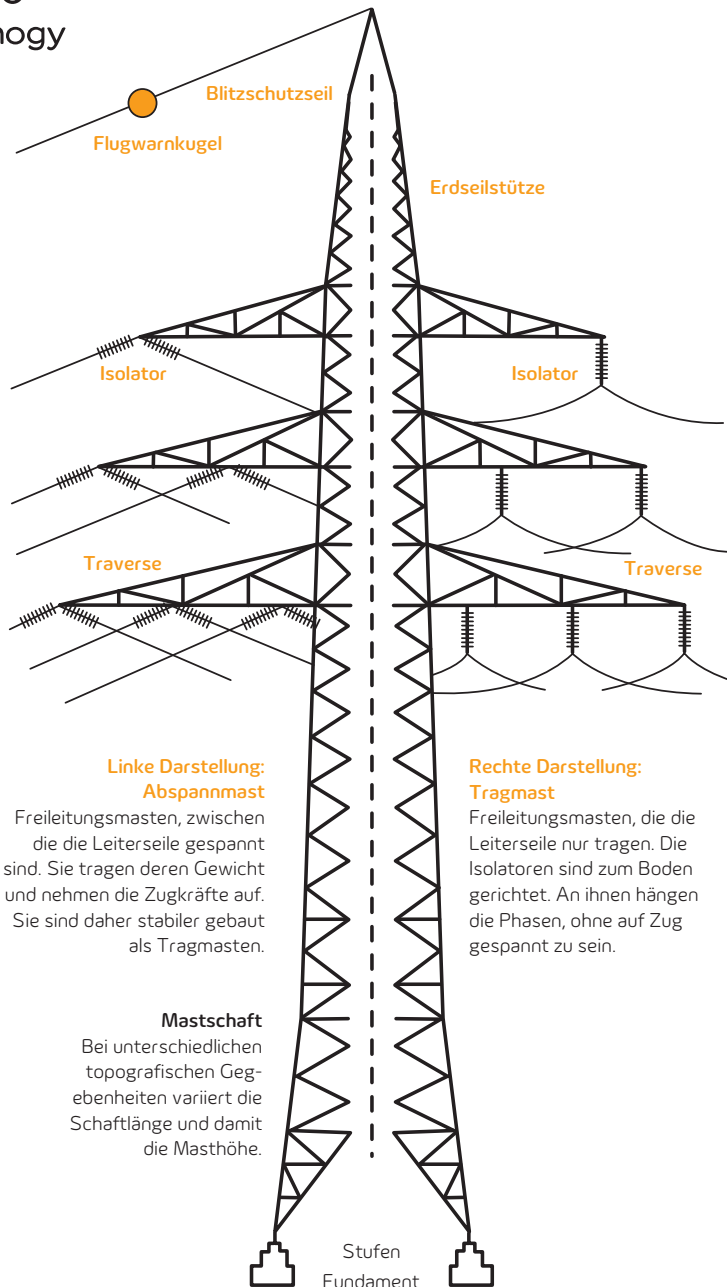 Blitzschutzseil
Flugwarnkugel
Erdseilstütze
Isolator
Isolator
Traverse
Traverse
Linke Darstellung:
Abspannmast
Freileitungsmasten, zwischen
die die Leiterseile gespannt
sind. Sie tragen deren Gewicht
und nehmen die Zugkräfte auf.
Sie sind daher stabiler gebaut
als Tragmasten.
Rechte Darstellung:
Tragmast
Freileitungsmasten, die die
Leiterseile nur tragen. Die
Isolatoren sind zum Boden
gerichtet. An ihnen hängen
die Phasen, ohne auf Zug
gespannt zu sein.
Mastschaft
Bei unterschiedlichen
topografischen Geg-
ebenheiten variiert die
Schaftlänge und damit
die Masthöhe.
Stufen
Fundament